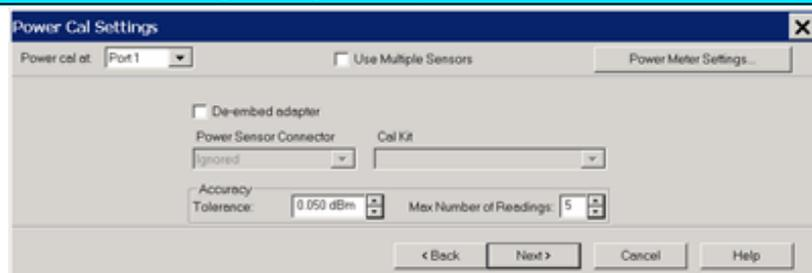 Power Cal Settings
Power cal at: Port 1 Use Multiple Sensors Power Meter Settings...
De-embed adapter
Power Sensor Connector Cal Kit
Ignored
Accuracy
Tolerance: 0.050 dBm Max Number of Readings: 5
< Back Next > Cancel Help